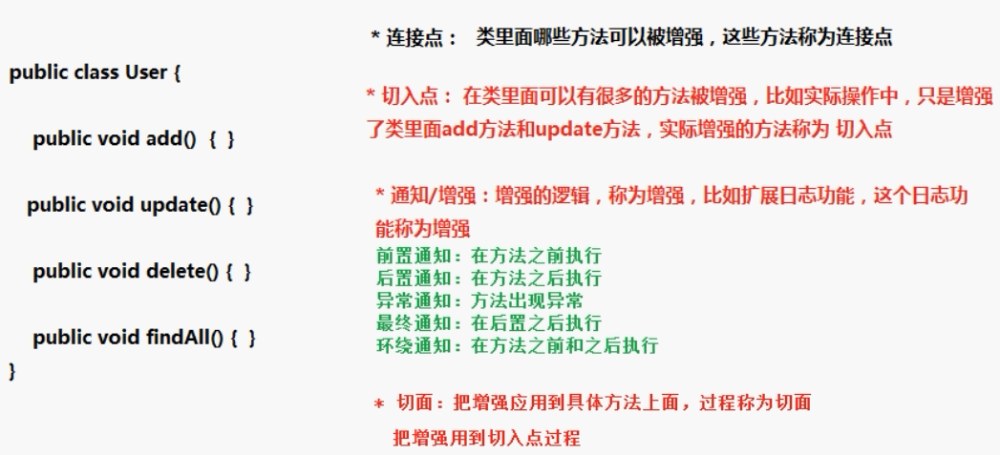 public class User {
public void add() { }
public void update() { }
public void delete() { }
public void findAll() { }
}
* 连接点： 类里面哪些方法可以被增强，这些方法称为连接点
* 切入点： 在类里面可以有很多的方法被增强，比如实际操作中，只是增强
了类里面add方法和update方法，实际增强的方法称为 切入点
* 通知/增强：增强的逻辑，称为增强，比如扩展日志功能，这个日志功
能称为增强
前置通知：在方法之前执行
后置通知：在方法之后执行
异常通知：方法出现异常
最终通知：在后置之后执行
环绕通知：在方法之前和之后执行
* 切面：把增强应用到具体方法上面，过程称为切面
把增强用到切入点过程